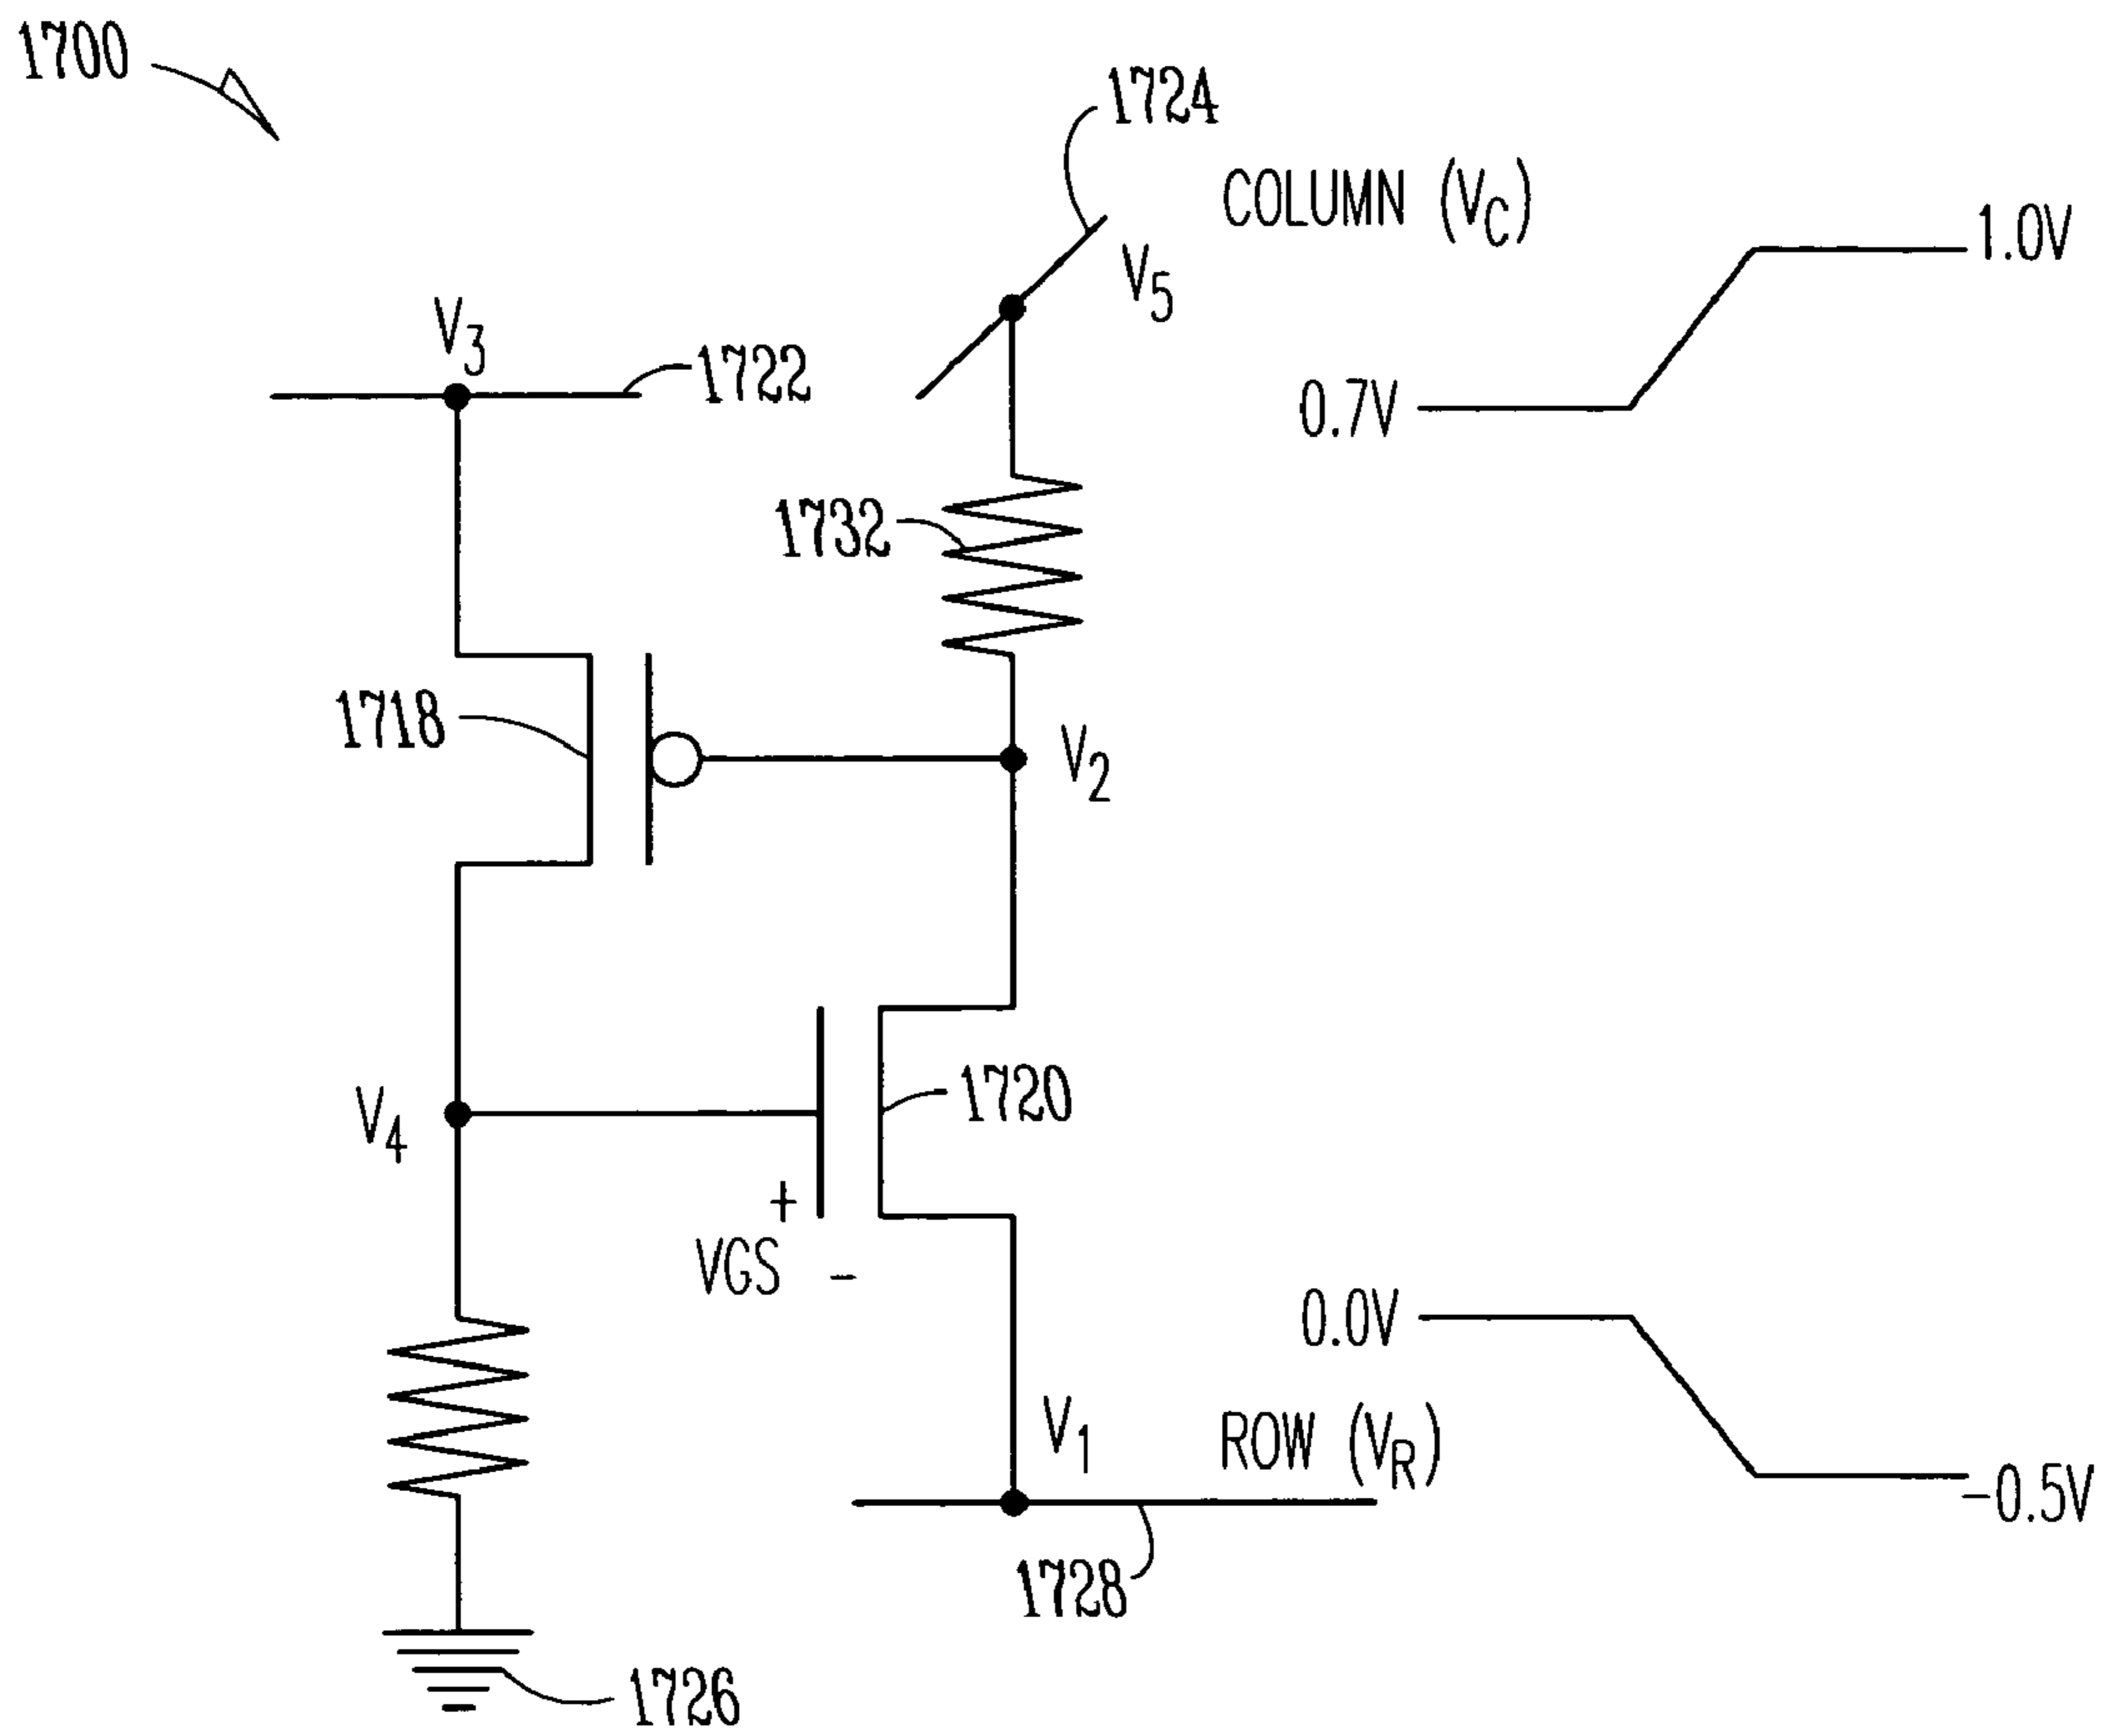 1700
1724
COLUMN (VC)
1.0V
V5
V3
1722
0.7V
1732
1718
V2
1720
V4
+
VGS -
0.0V
V1
ROW (VR)
-0.5V
1728
1726